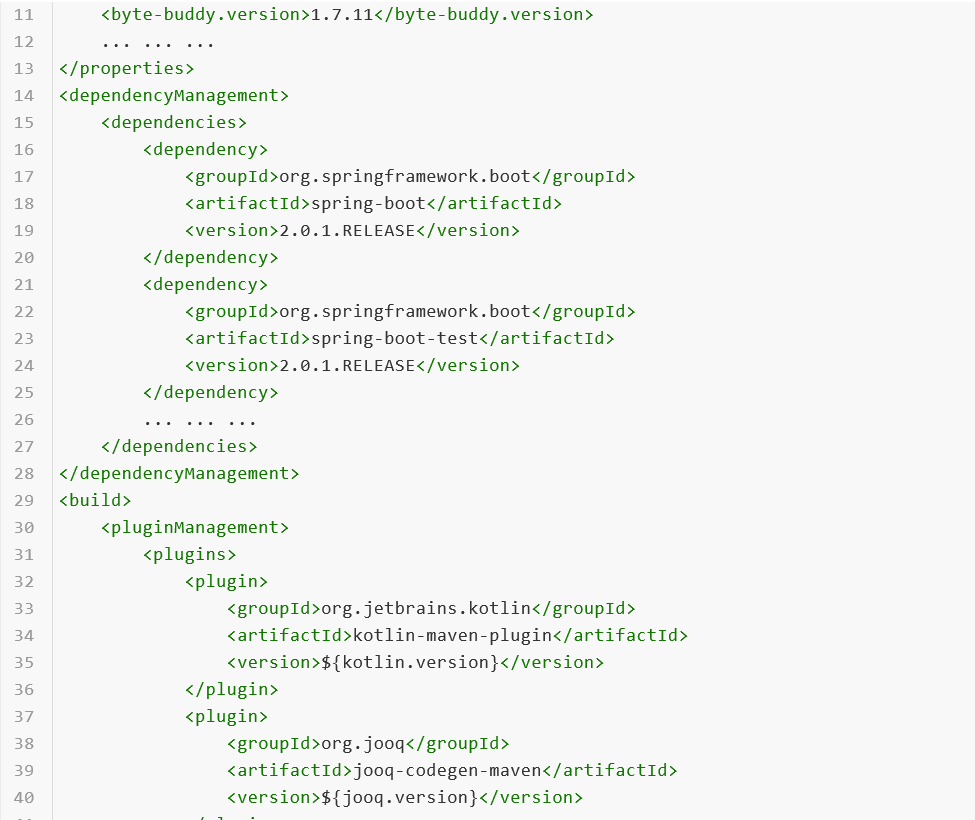 11 <byte-buddy.version>1.7.11</byte-buddy.version>
12 ... ... ...
13 </properties>
14 <dependencyManagement>
15 <dependencies>
16 <dependency>
17 <groupId>org.springframework.boot</groupId>
18 <artifactId>spring-boot</artifactId>
19 <version>2.0.1.RELEASE</version>
20 </dependency>
21 <dependency>
22 <groupId>org.springframework.boot</groupId>
23 <artifactId>spring-boot-test</artifactId>
24 <version>2.0.1.RELEASE</version>
25 </dependency>
26 ... ... ...
27 </dependencies>
28 </dependencyManagement>
29 <build>
30 <pluginManagement>
31 <plugins>
32 <plugin>
33 <groupId>org.jetbrains.kotlin</groupId>
34 <artifactId>kotlin-maven-plugin</artifactId>
35 <version>${kotlin.version}</version>
36 </plugin>
37 <plugin>
38 <groupId>org.jooq</groupId>
39 <artifactId>jooq-codegen-maven</artifactId>
40 <version>${jooq.version}</version>